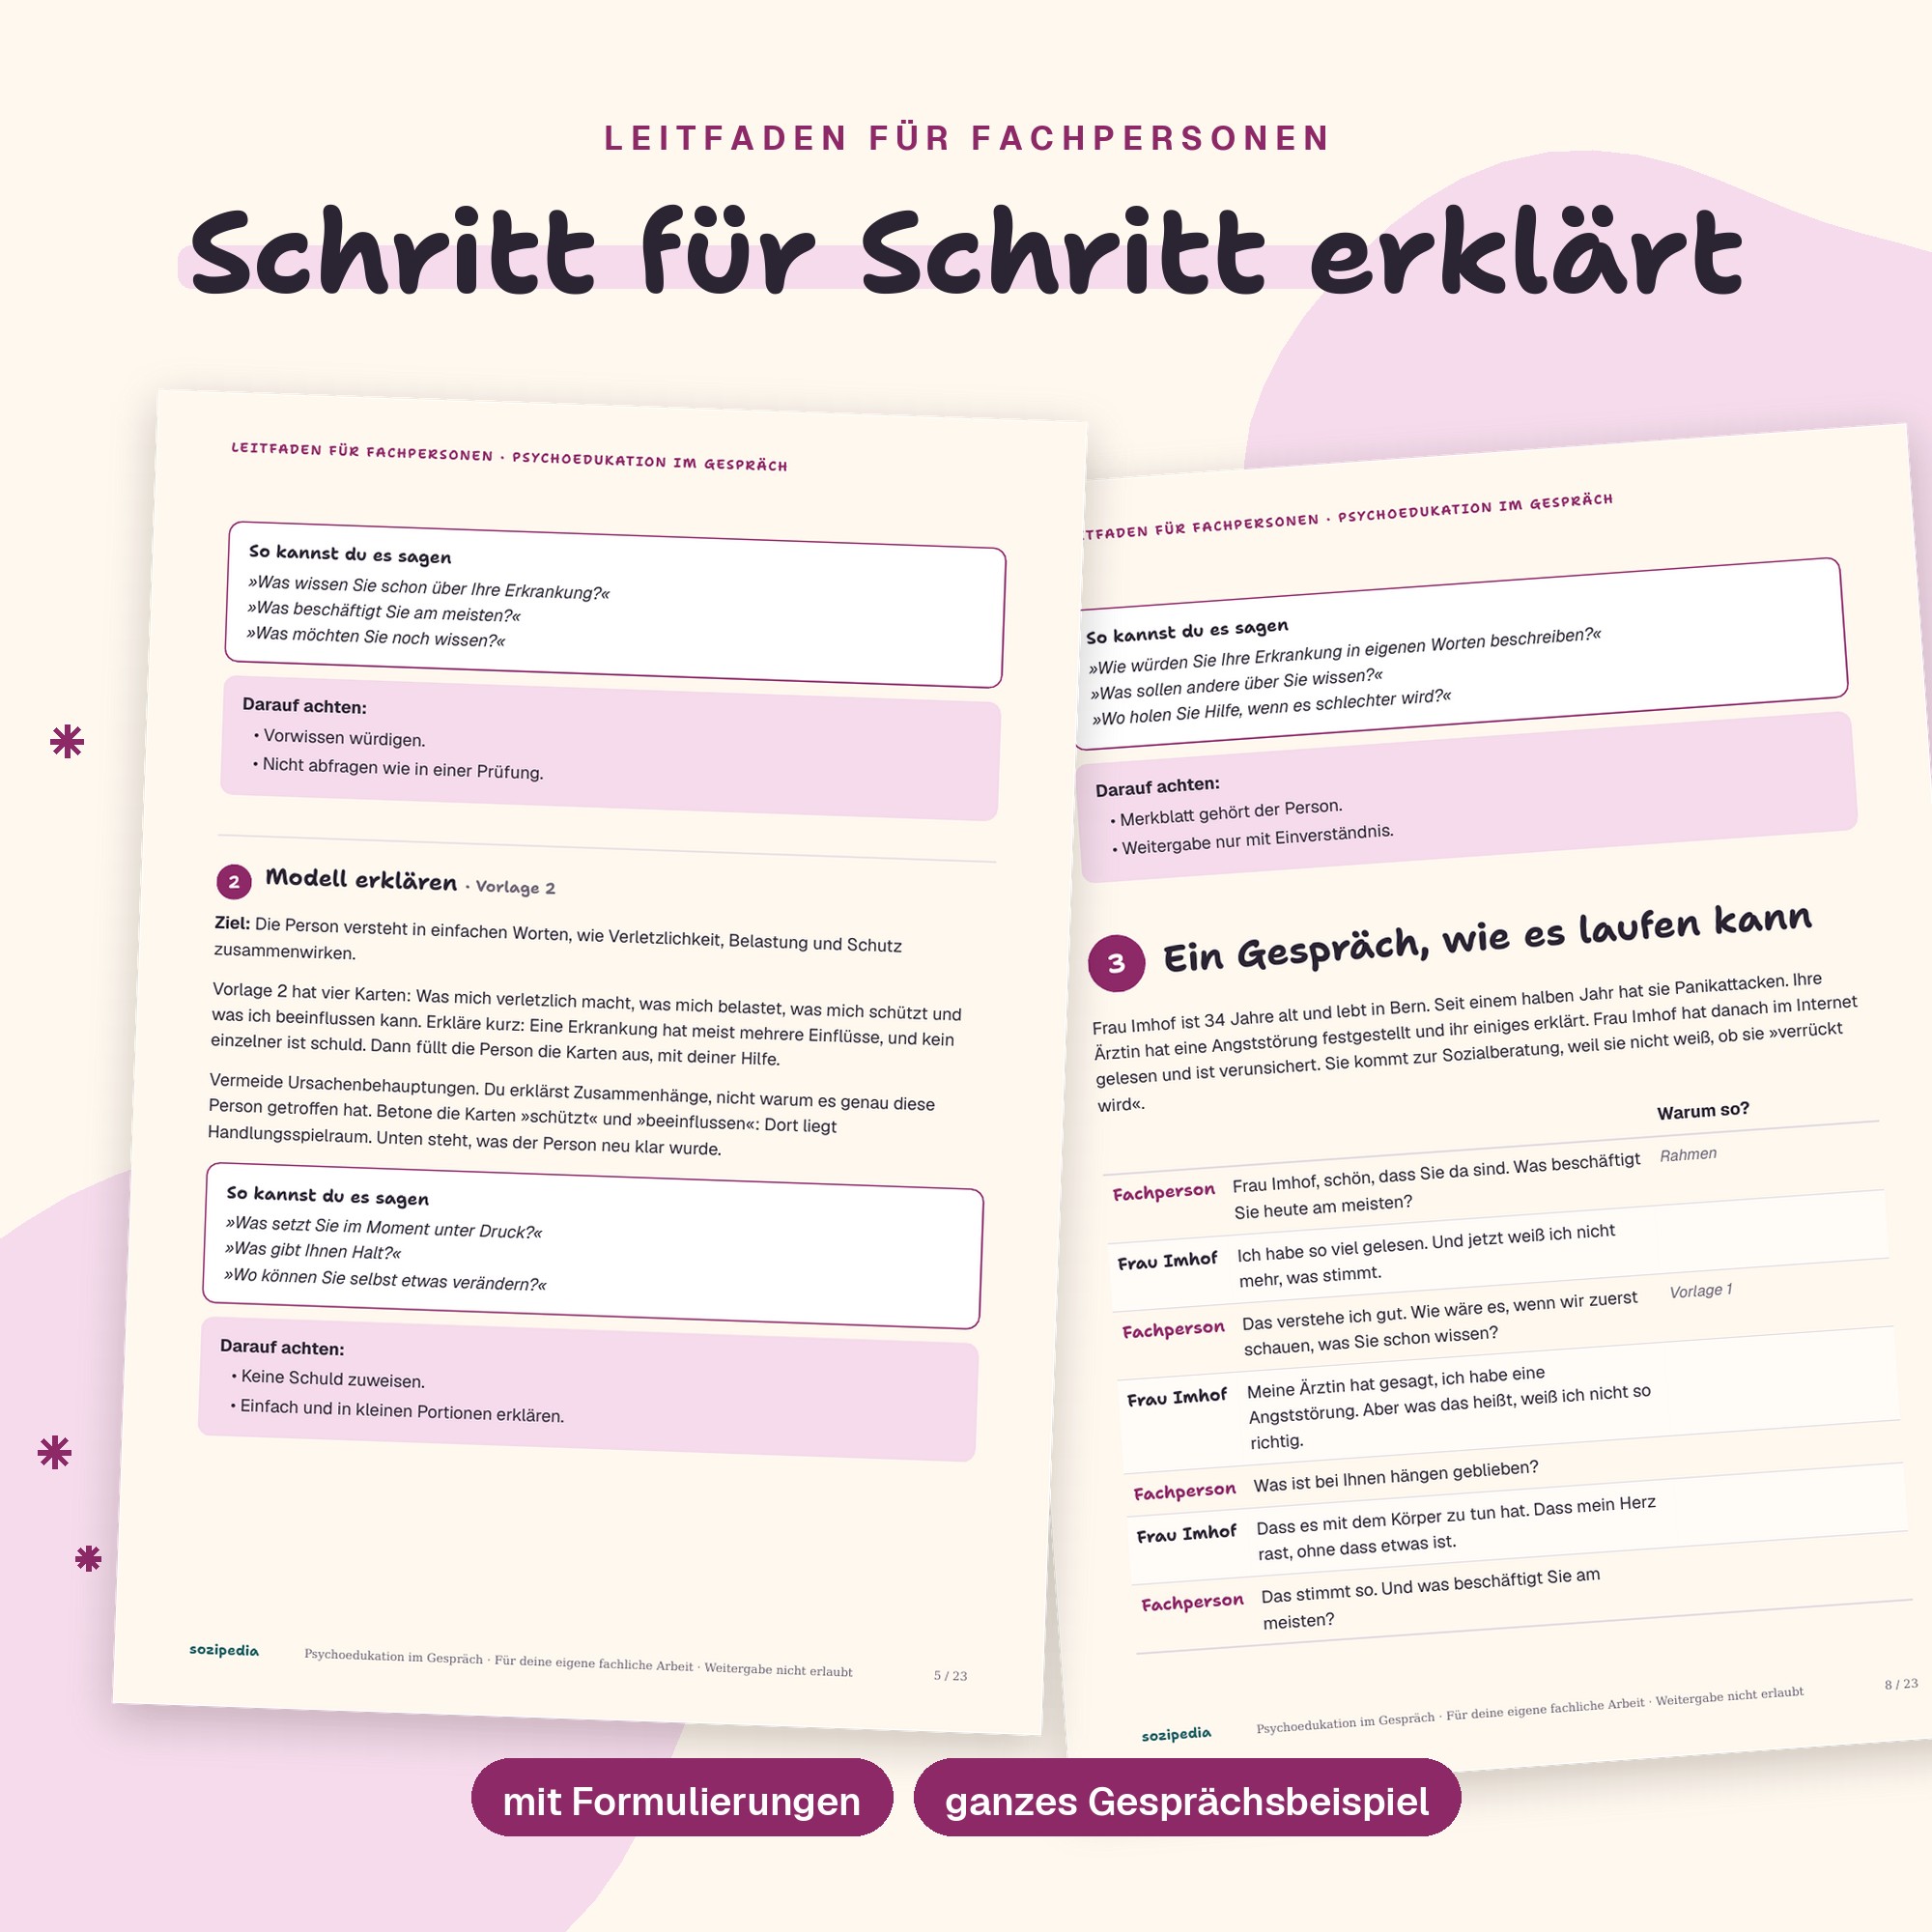 LEITFADEN FÜR FACHPERSONEN
Schritt für Schritt erklärt
LEITFADEN FÜR FACHPERSONEN · PSYCHOEDUKATION IM GESPRÄCH
So kannst du es sagen
»Was wissen Sie schon über Ihre Erkrankung?«
»Was beschäftigt Sie am meisten?«
»Was möchten Sie noch wissen?«
Darauf achten:
• Vorwissen würdigen.
• Nicht abfragen wie in einer Prüfung.
2 Modell erklären · Vorlage 2
Ziel: Die Person versteht in einfachen Worten, wie Verletzlichkeit, Belastung und Schutz
zusammenwirken.
Vorlage 2 hat vier Karten: Was mich verletzlich macht, was mich belastet, was mich schützt und
was ich beeinflussen kann. Erkläre kurz: Eine Erkrankung hat meist mehrere Einflüsse, und kein
einzelner ist schuld. Dann füllt die Person die Karten aus, mit deiner Hilfe.
Vermeide Ursachenbehauptungen. Du erklärst Zusammenhänge, nicht warum es genau diese
Person getroffen hat. Betone die Karten »schützt« und »beeinflussen«: Dort liegt
Handlungsspielraum. Unten steht, was der Person neu klar wurde.
So kannst du es sagen
»Was setzt Sie im Moment unter Druck?«
»Was gibt Ihnen Halt?«
»Wo können Sie selbst etwas verändern?«
Darauf achten:
• Keine Schuld zuweisen.
• Einfach und in kleinen Portionen erklären.
sozipedia Psychoedukation im Gespräch · Für deine eigene fachliche Arbeit · Weitergabe nicht erlaubt 5 / 23
TFADEN FÜR FACHPERSONEN · PSYCHOEDUKATION IM GESPRÄCH
So kannst du es sagen
»Wie würden Sie Ihre Erkrankung in eigenen Worten beschreiben?«
»Was sollen andere über Sie wissen?«
»Wo holen Sie Hilfe, wenn es schlechter wird?«
Darauf achten:
• Merkblatt gehört der Person.
• Weitergabe nur mit Einverständnis.
3 Ein Gespräch, wie es laufen kann
Frau Imhof ist 34 Jahre alt und lebt in Bern. Seit einem halben Jahr hat sie Panikattacken. Ihre
Ärztin hat eine Angststörung festgestellt und ihr einiges erklärt. Frau Imhof hat danach im Internet
gelesen und ist verunsichert. Sie kommt zur Sozialberatung, weil sie nicht weiß, ob sie »verrückt
wird«.
Warum so?
Fachperson Frau Imhof, schön, dass Sie da sind. Was beschäftigt Rahmen
Sie heute am meisten?
Frau Imhof Ich habe so viel gelesen. Und jetzt weiß ich nicht
mehr, was stimmt.
Fachperson Das verstehe ich gut. Wie wäre es, wenn wir zuerst Vorlage 1
schauen, was Sie schon wissen?
Frau Imhof Meine Ärztin hat gesagt, ich habe eine
Angststörung. Aber was das heißt, weiß ich nicht so
richtig.
Fachperson Was ist bei Ihnen hängen geblieben?
Frau Imhof Dass es mit dem Körper zu tun hat. Dass mein Herz
rast, ohne dass etwas ist.
Fachperson Das stimmt so. Und was beschäftigt Sie am
meisten?
sozipedia Psychoedukation im Gespräch · Für deine eigene fachliche Arbeit · Weitergabe nicht erlaubt 8 / 23
mit Formulierungen
ganzes Gesprächsbeispiel